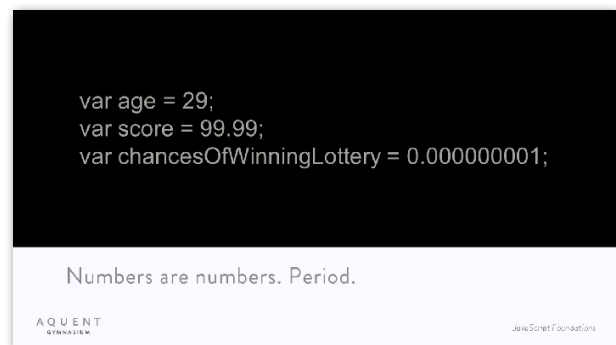 var age = 29;
var score = 99.99;
var chancesOfWinningLottery = 0.000000001;
Numbers are numbers. Period.
AQUENT
GYMNASIUM
JavaScript Foundations